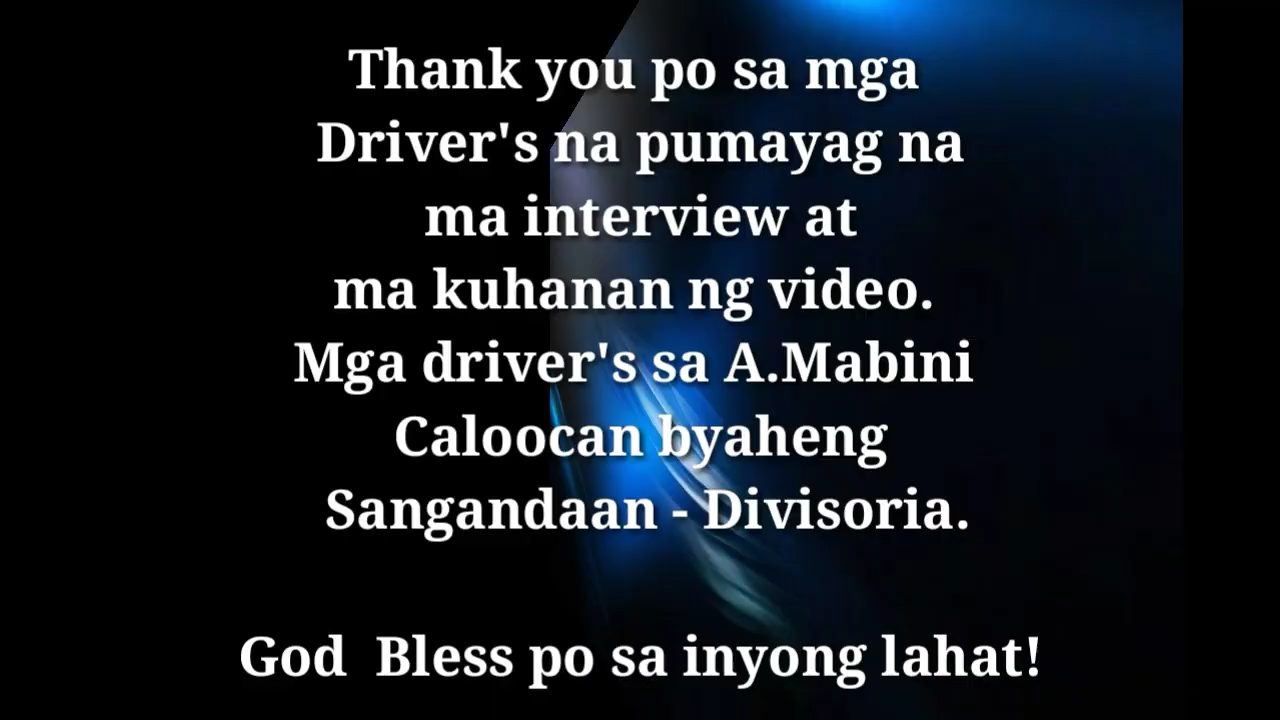 Thank you po sa mga
Driver's na pumayag na
ma interview at
ma kuhanan ng video.
Mga driver's sa A.Mabini
Caloocan byaheng
Sangandaan - Divisoria.
God  Bless po sa inyong lahat!